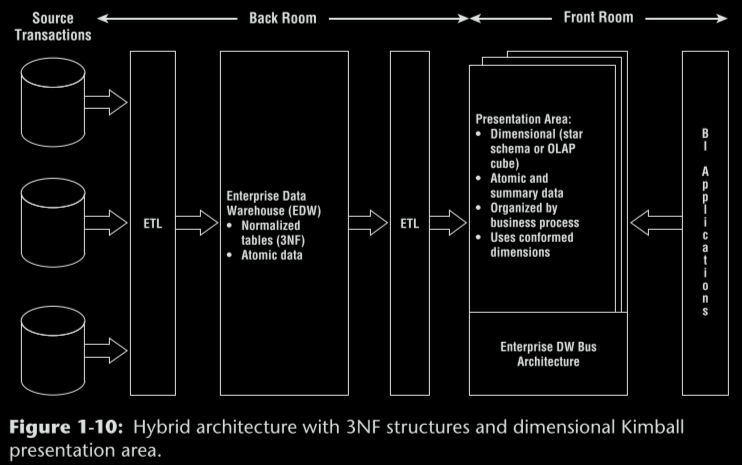 Source
Transactions
Back Room
Front Room
ETL
Enterprise Data
Warehouse (EDW)
• Normalized
tables (3NF)
• Atomic data
ETL
Presentation Area:
• Dimensional (star
schema or OLAP
cube)
• Atomic and
summary data
• Organized by
business process
• Uses conformed
dimensions
Enterprise DW Bus
Architecture
BI Applications
Figure 1-10: Hybrid architecture with 3NF structures and dimensional Kimball
presentation area.